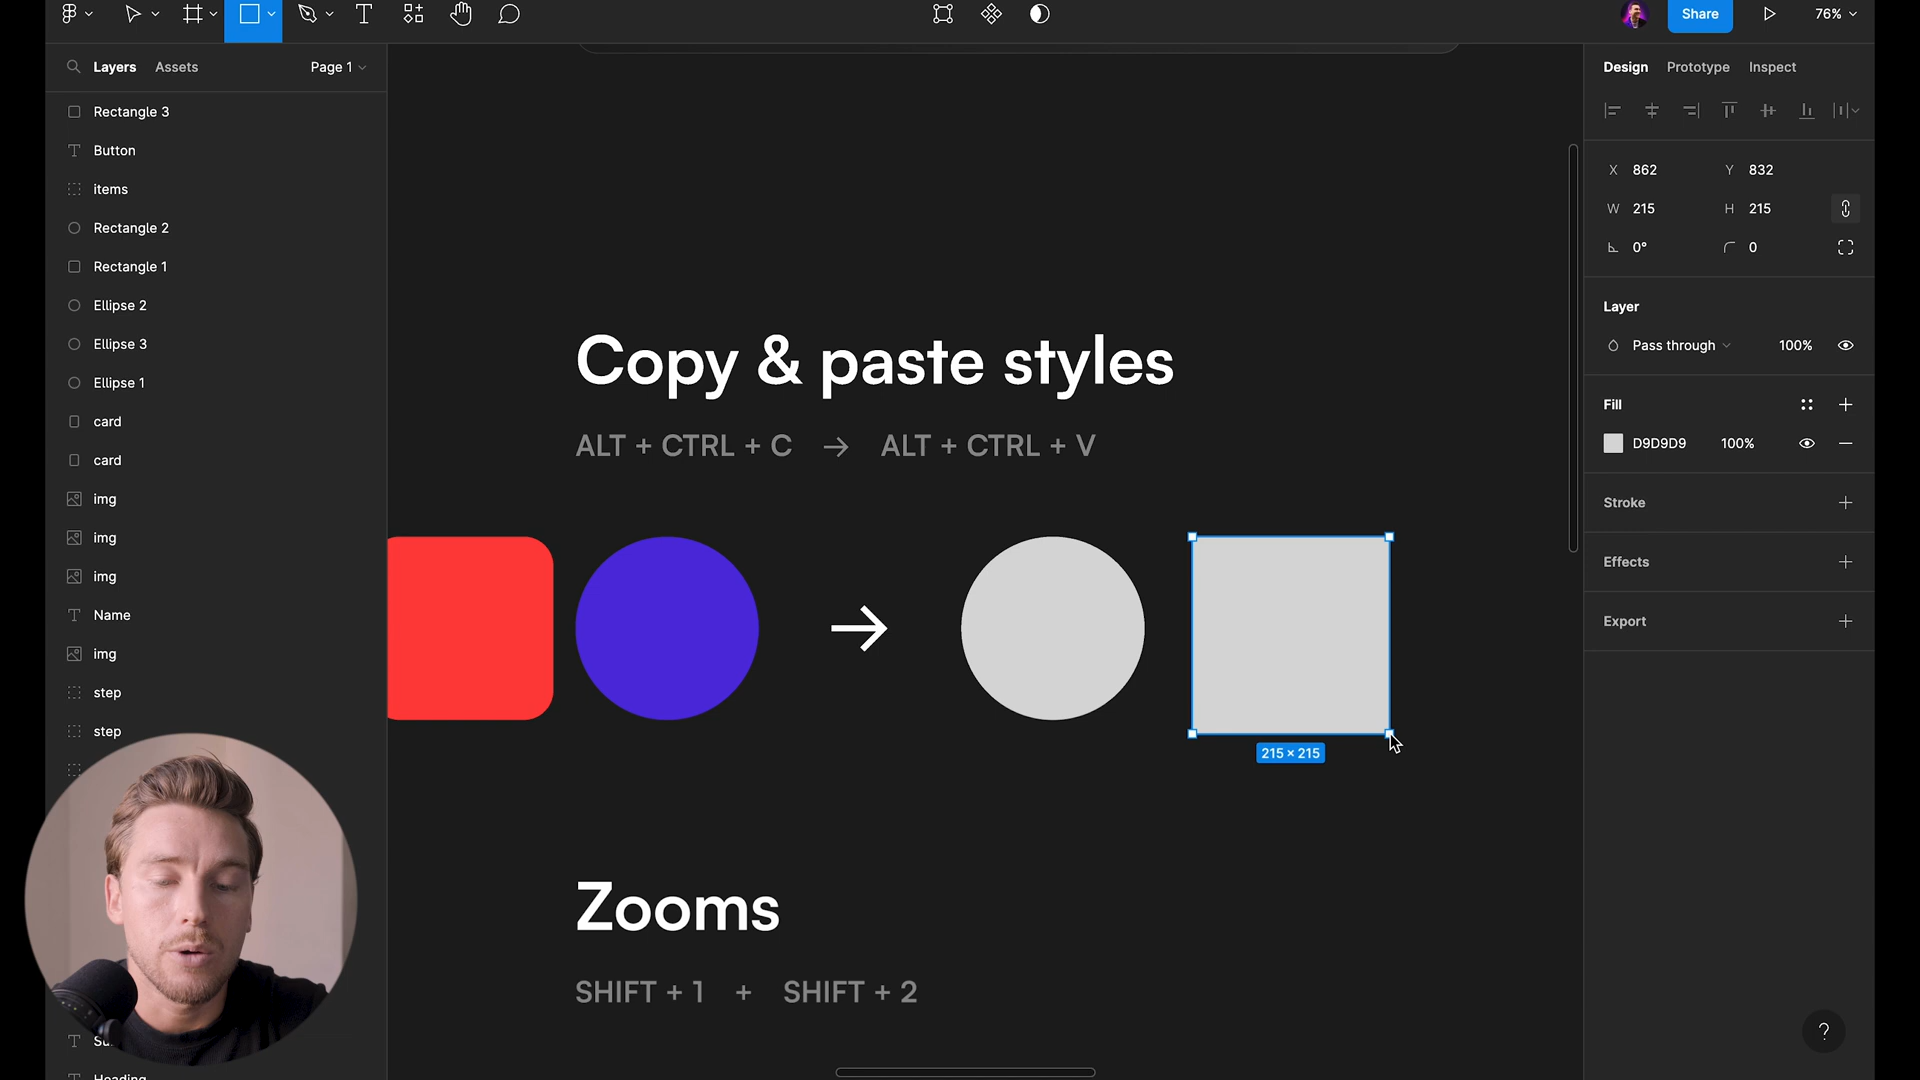 Share
76%
Layers Assets Page 1
Design Prototype Inspect
Rectangle 3
Button
items
Rectangle 2
Rectangle 1
Ellipse 2
Ellipse 3
Ellipse 1
card
card
img
img
img
Name
img
step
step
Heading
X 862 Y 832
W 215 H 215
0° 0
Layer
Pass through 100%
Fill
D9D9D9 100%
Stroke
Effects
Export
Copy & paste styles
ALT + CTRL + C → ALT + CTRL + V
→
215 × 215
Zooms
SHIFT + 1 + SHIFT + 2
?